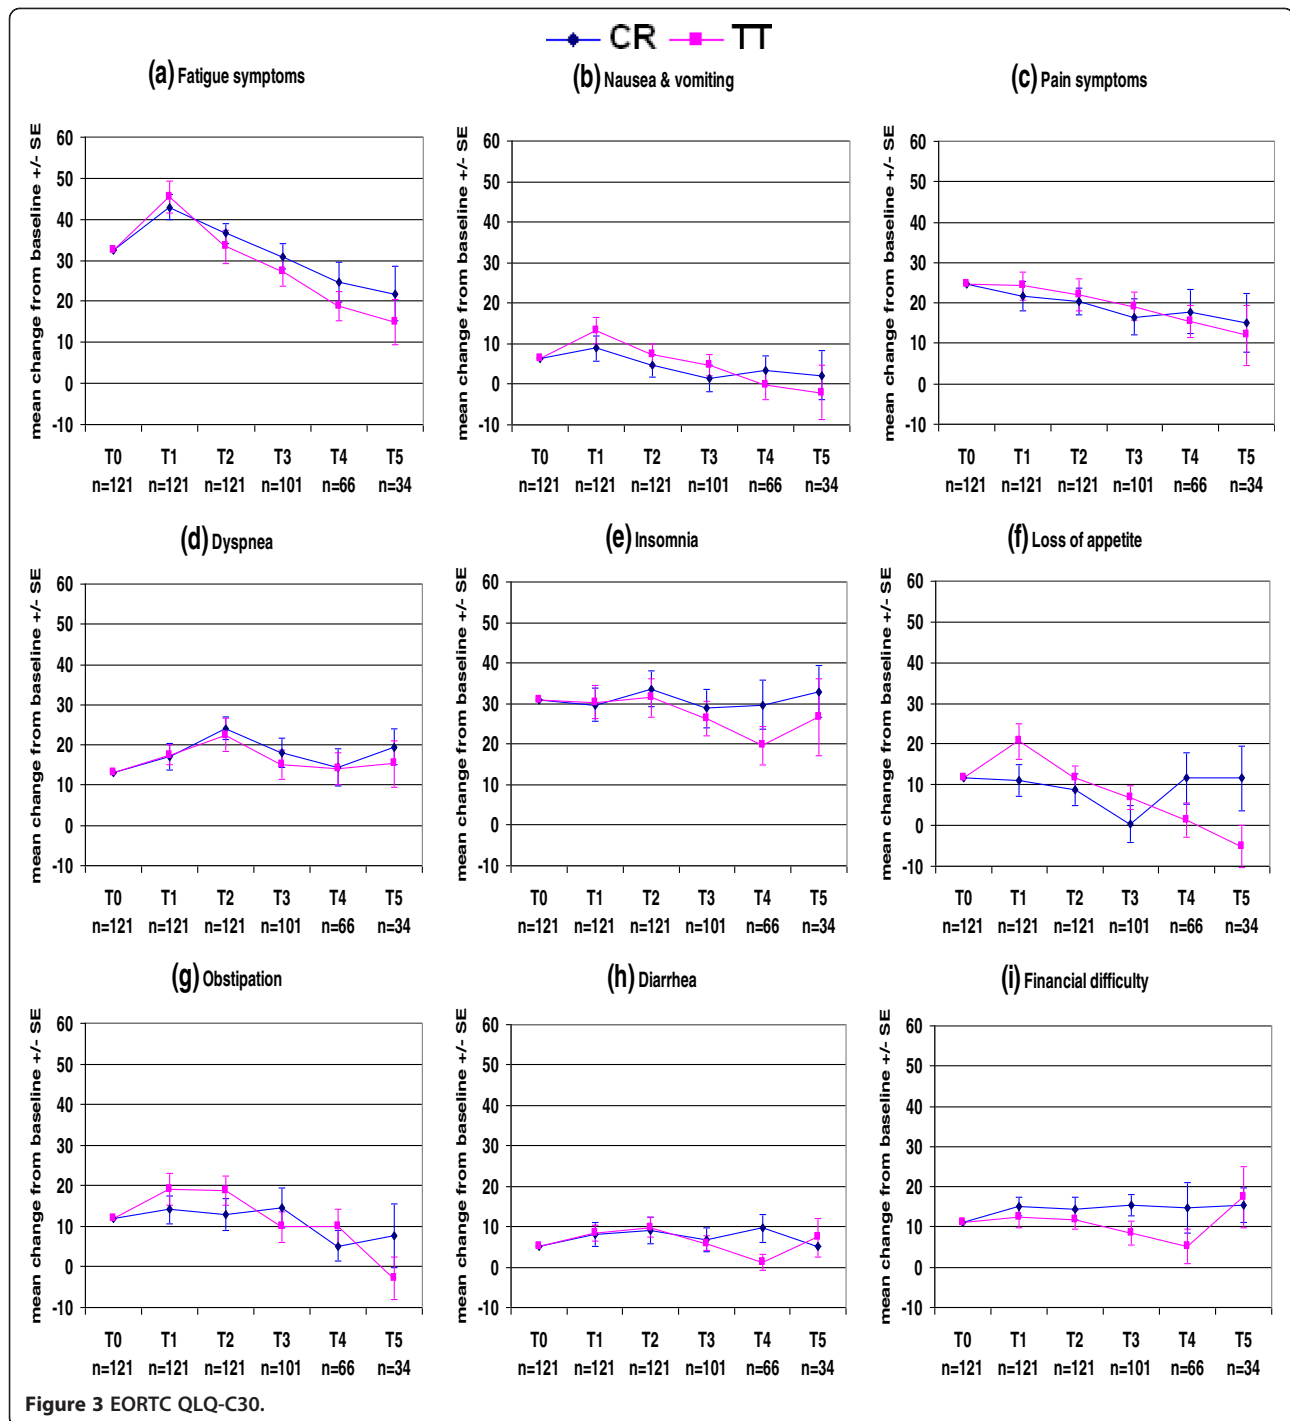 CR TT
(a) Fatigue symptoms
mean change from baseline +/- SE
60
50
40
30
20
10
0
-10
T0 T1 T2 T3 T4 T5
n=121 n=121 n=121 n=101 n=66 n=34
(b) Nausea & vomiting
mean change from baseline +/- SE
60
50
40
30
20
10
0
-10
T0 T1 T2 T3 T4 T5
n=121 n=121 n=121 n=101 n=66 n=34
(c) Pain symptoms
mean change from baseline +/- SE
60
50
40
30
20
10
0
-10
T0 T1 T2 T3 T4 T5
n=121 n=121 n=121 n=101 n=66 n=34
(d) Dyspnea
mean change from baseline +/- SE
60
50
40
30
20
10
0
-10
T0 T1 T2 T3 T4 T5
n=121 n=121 n=121 n=101 n=66 n=34
(e) Insomnia
mean change from baseline +/- SE
60
50
40
30
20
10
0
-10
T0 T1 T2 T3 T4 T5
n=121 n=121 n=121 n=101 n=66 n=34
(f) Loss of appetite
mean change from baseline +/- SE
60
50
40
30
20
10
0
-10
T0 T1 T2 T3 T4 T5
n=121 n=121 n=121 n=101 n=66 n=34
(g) Obstipation
mean change from baseline +/- SE
60
50
40
30
20
10
0
-10
T0 T1 T2 T3 T4 T5
n=121 n=121 n=121 n=101 n=66 n=34
(h) Diarrhea
mean change from baseline +/- SE
60
50
40
30
20
10
0
-10
T0 T1 T2 T3 T4 T5
n=121 n=121 n=121 n=101 n=66 n=34
(i) Financial difficulty
mean change from baseline +/- SE
60
50
40
30
20
10
0
-10
T0 T1 T2 T3 T4 T5
n=121 n=121 n=121 n=101 n=66 n=34
Figure 3 EORTC QLQ-C30.